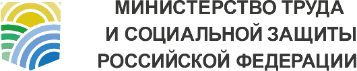 МИНИСТЕРСТВО ТРУДА
И СОЦИАЛЬНОЙ ЗАЩИТЫ
РОССИЙСКОЙ ФЕДЕРАЦИИ